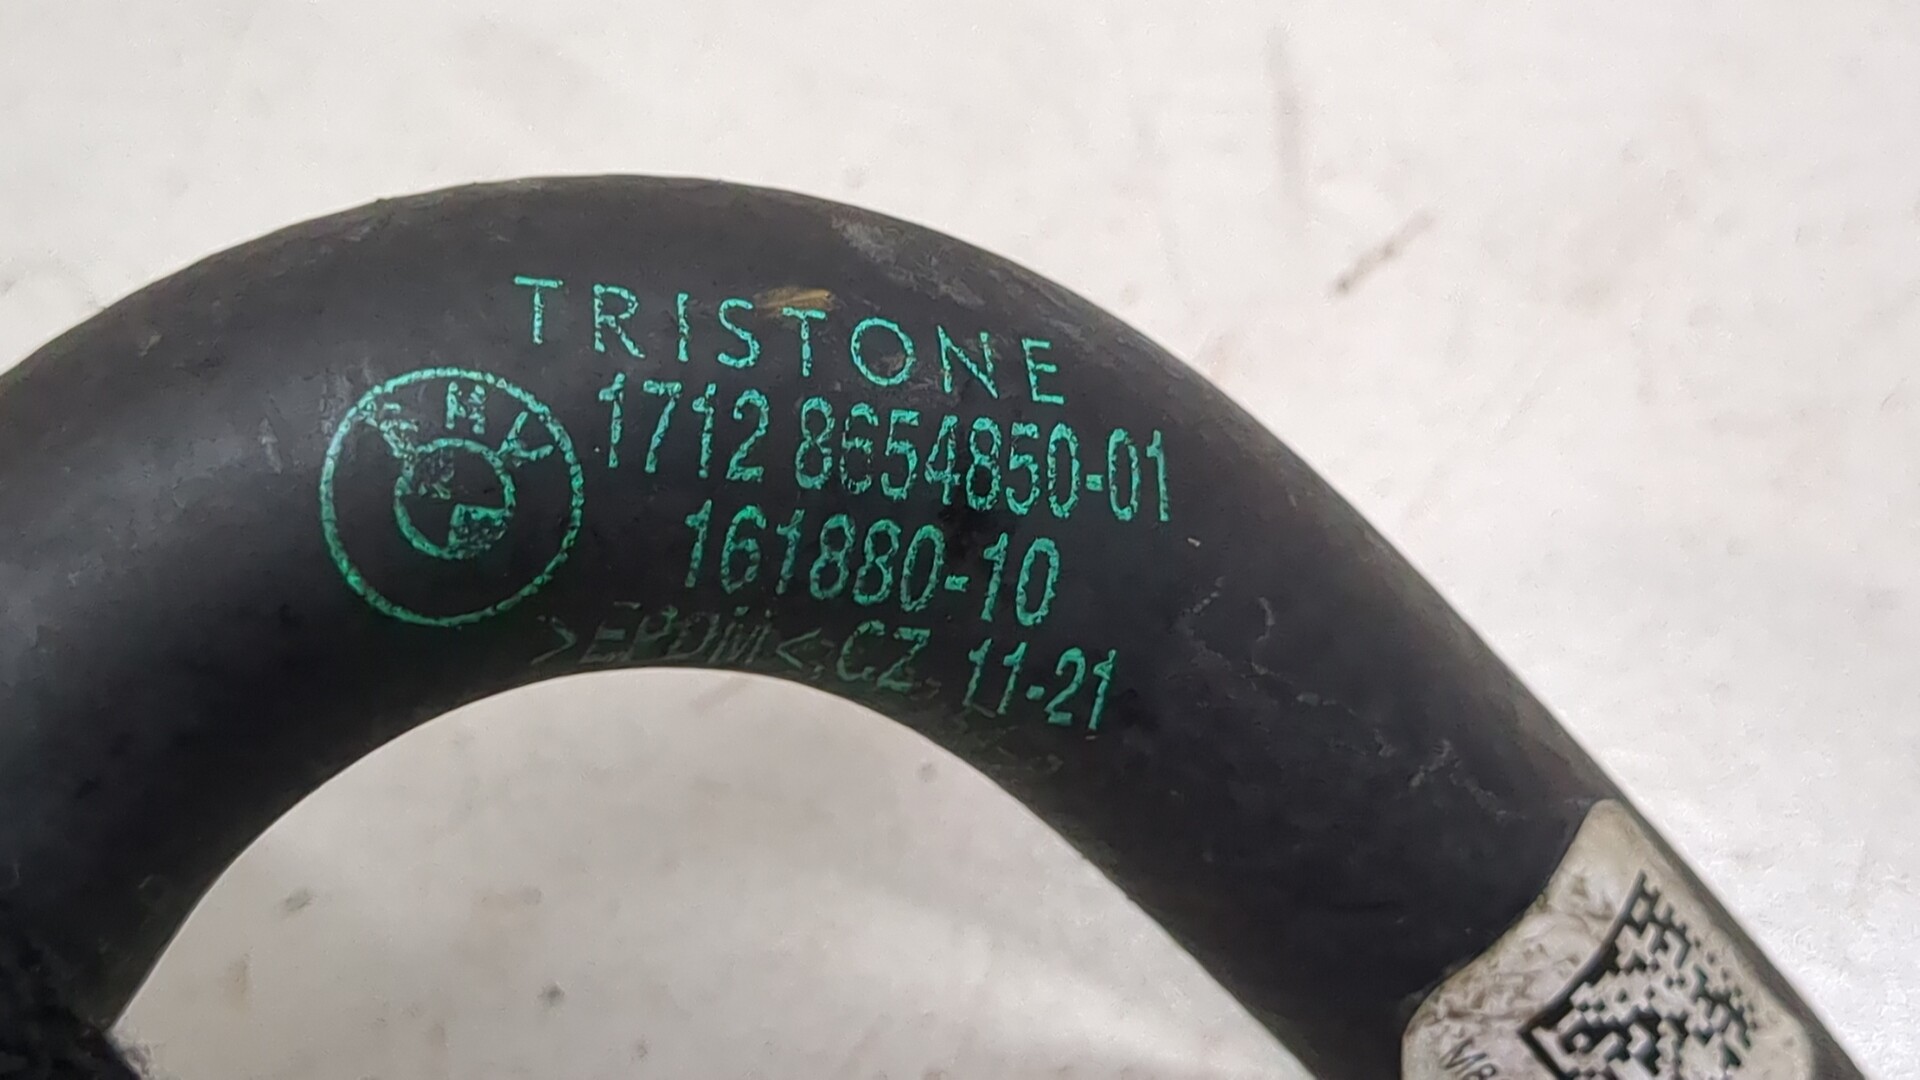 TRISTONE
1712 8654850-01
161880-10
>EPDM< CZ 11-21